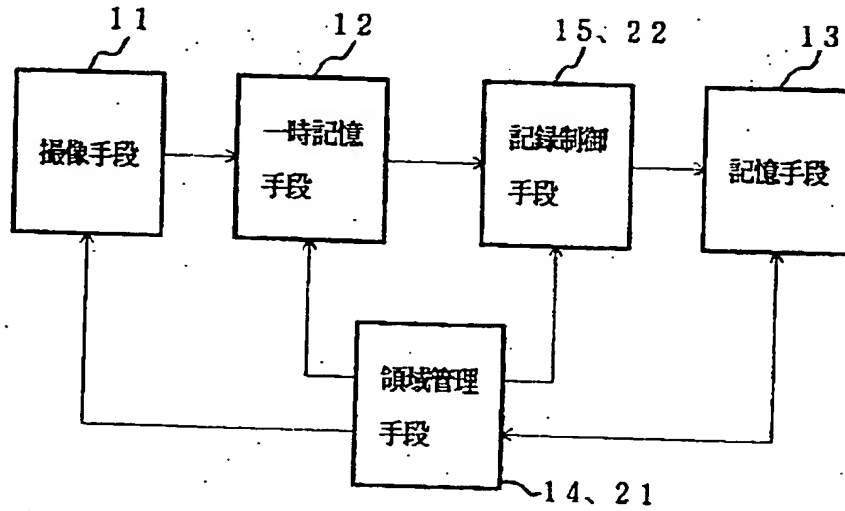 11
12
15、22
13
撮像手段
一時記憶
手段
記録制御
手段
記憶手段
領域管理
手段
14、21